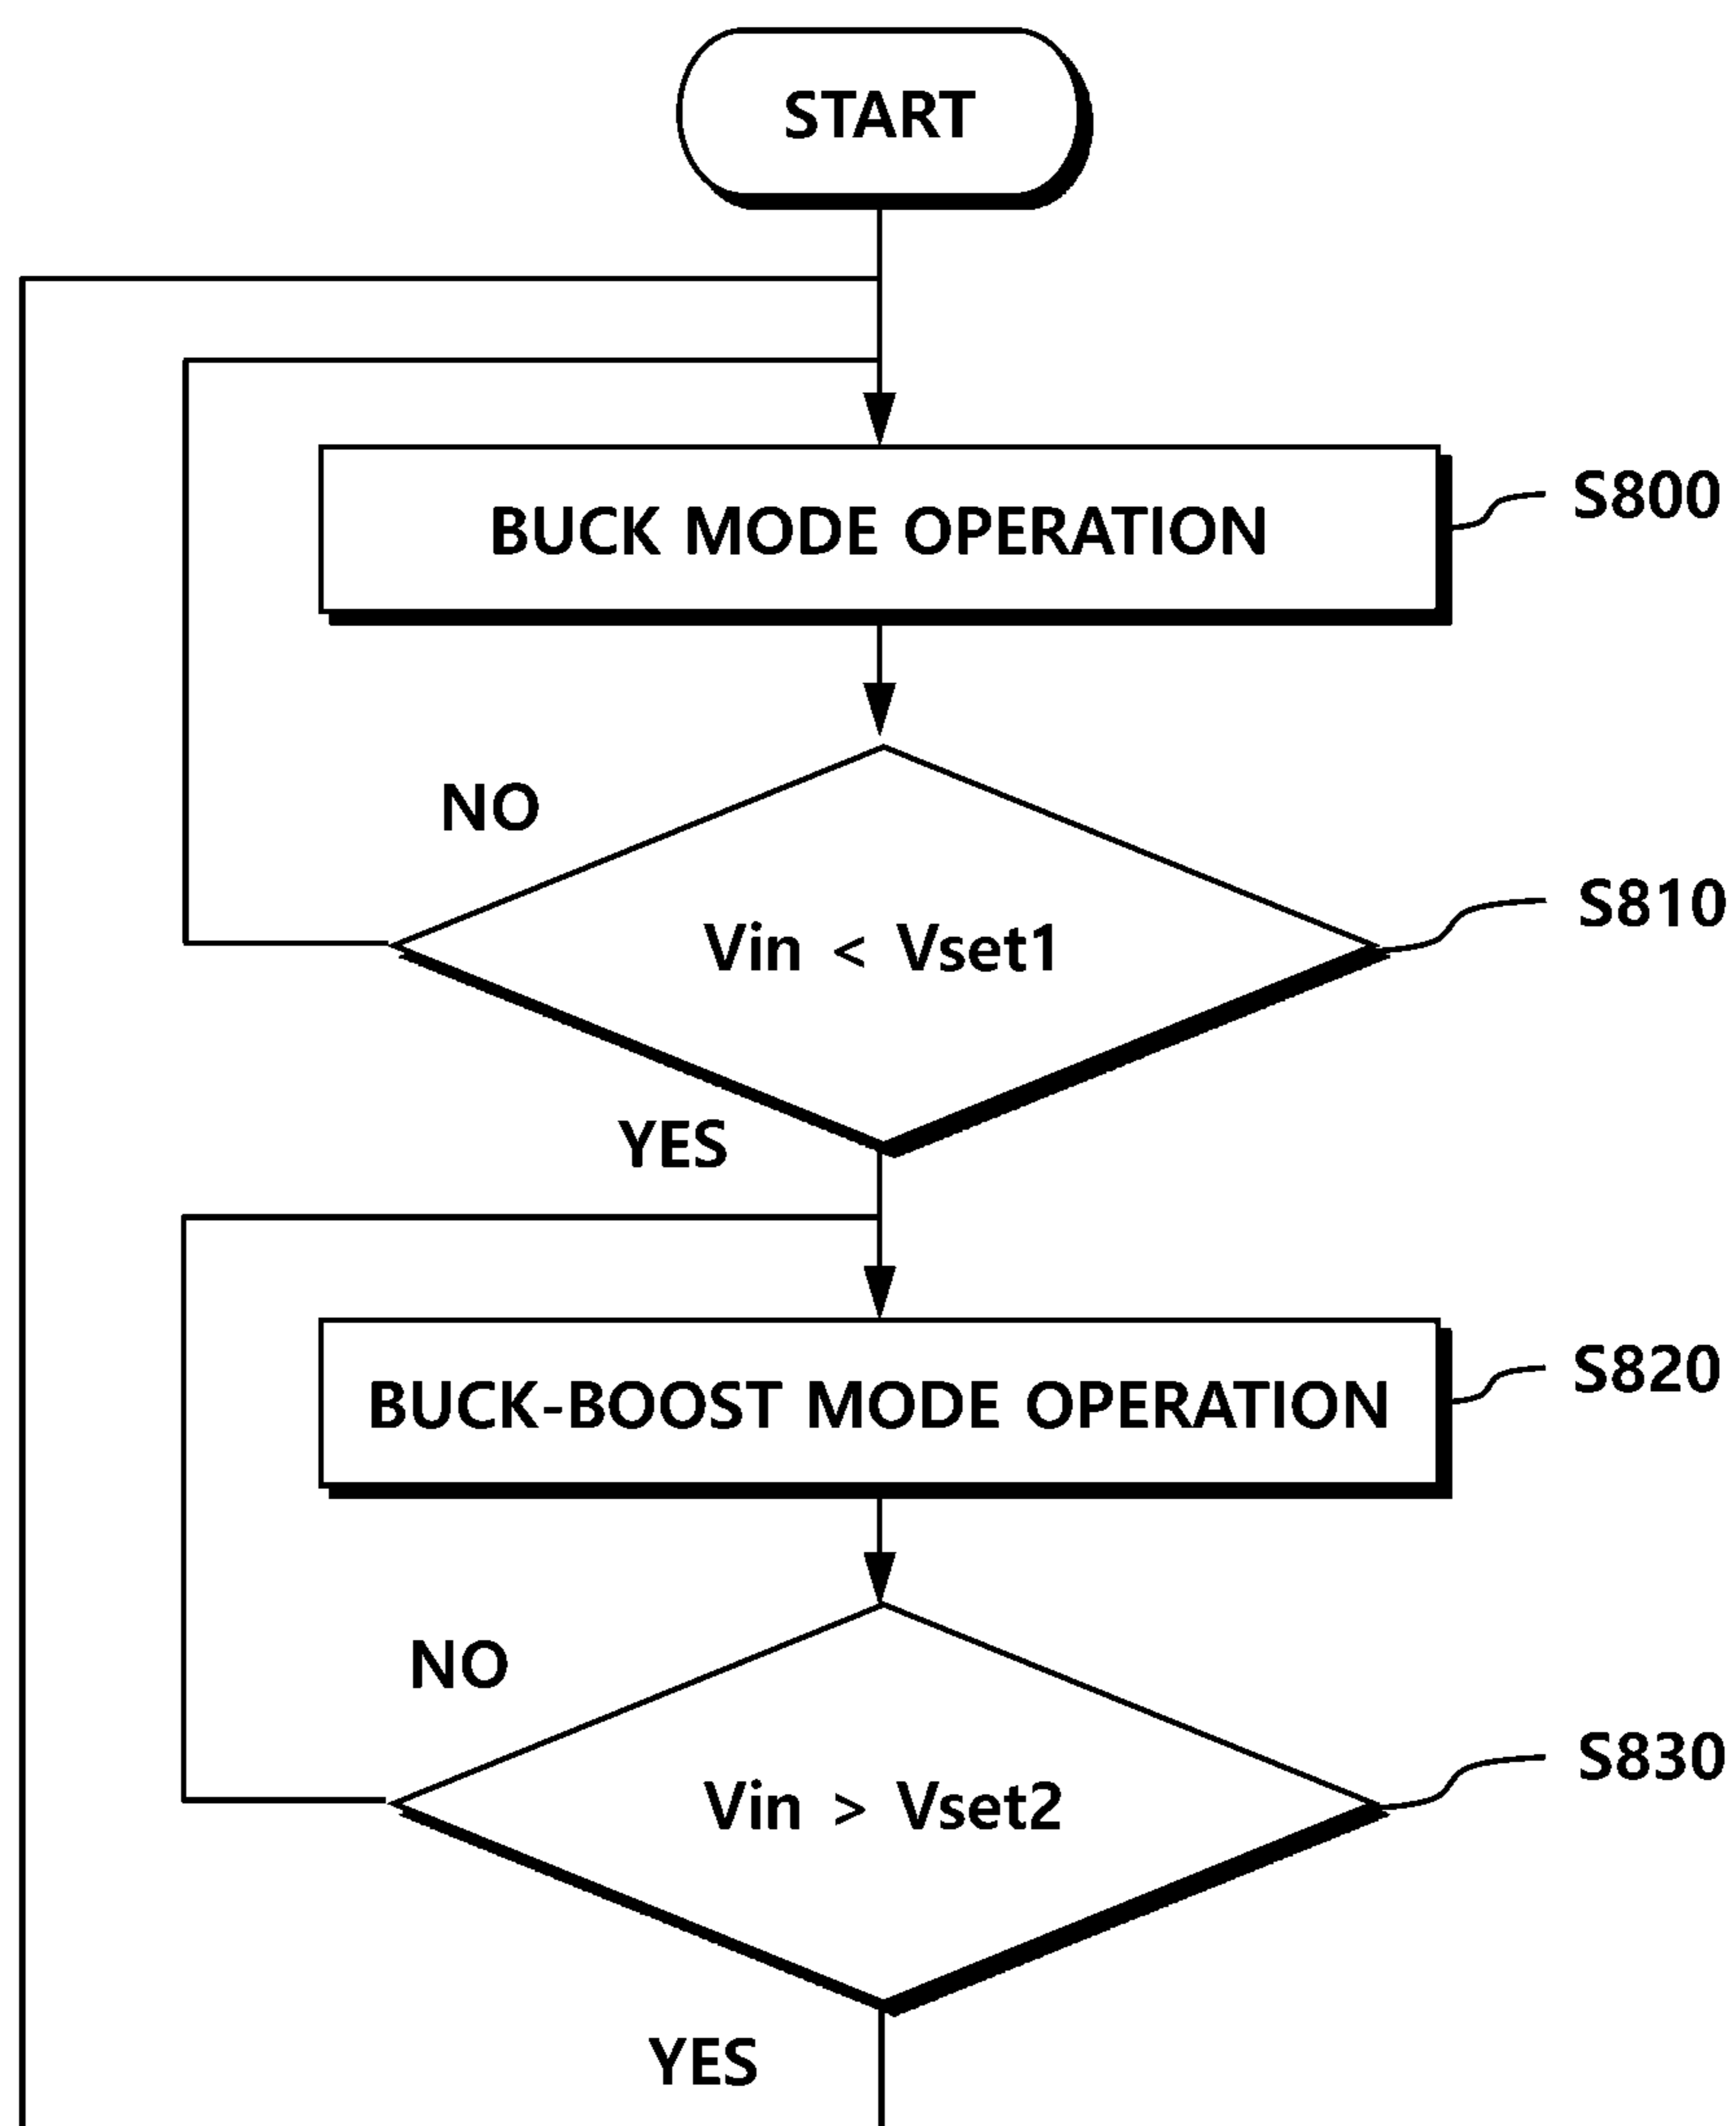 START
BUCK MODE OPERATION
S800
NO
Vin < Vset1
S810
YES
BUCK-BOOST MODE OPERATION
S820
NO
Vin > Vset2
S830
YES